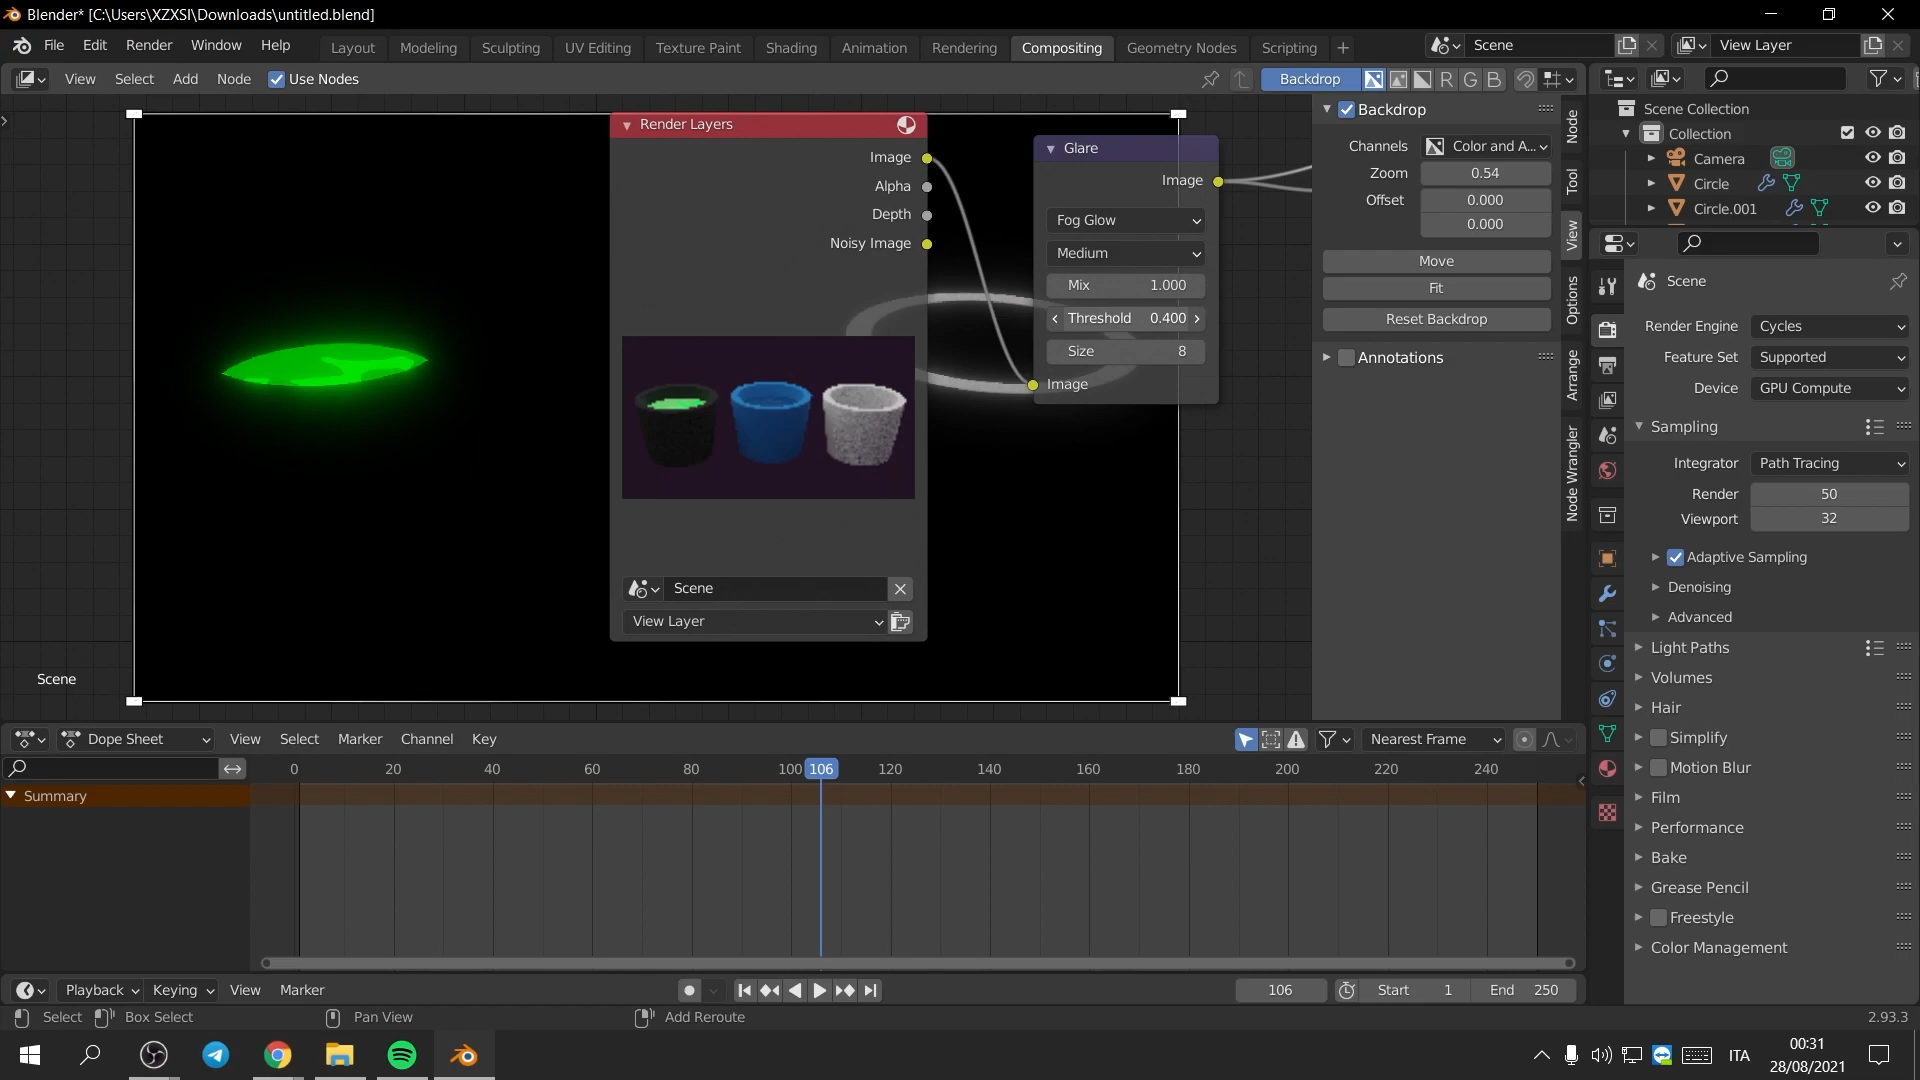 Blender* [C:\Users\XZXSI\Downloads\untitled.blend]
File Edit Render Window Help Layout Modeling Sculpting UV Editing Texture Paint Shading Animation Rendering Compositing Geometry Nodes Scripting + Scene View Layer
View Select Add Node Use Nodes Backdrop R G B
Render Layers
Image
Alpha
Depth
Noisy Image
Scene
View Layer
Glare
Image
Fog Glow
Medium
Mix 1.000
Threshold 0.400
Size 8
Image
Backdrop
Channels Color and A...
Zoom 0.54
Offset 0.000
0.000
Move
Fit
Reset Backdrop
Annotations
Node
Tool
View
Options
Arrange
Node Wrangler
Scene
Scene Collection
Collection
Camera
Circle
Circle.001
Scene
Render Engine Cycles
Feature Set Supported
Device GPU Compute
Sampling
Integrator Path Tracing
Render 50
Viewport 32
Adaptive Sampling
Denoising
Advanced
Light Paths
Volumes
Hair
Simplify
Motion Blur
Film
Performance
Bake
Grease Pencil
Freestyle
Color Management
Dope Sheet View Select Marker Channel Key Nearest Frame
0 20 40 60 80 100 106 120 140 160 180 200 220 240
Summary
Playback Keying View Marker 106 Start 1 End 250
Select Box Select Pan View Add Reroute 2.93.3
ITA
00:31
28/08/2021